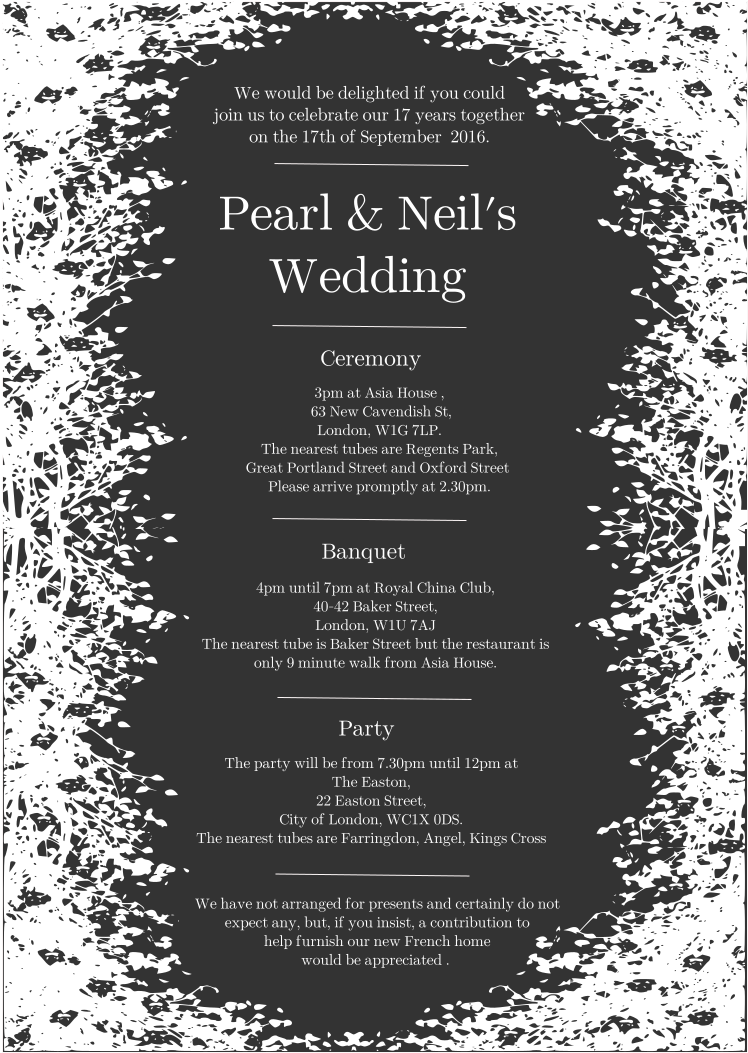 We would be delighted if you could
join us to celebrate our 17 years together
on the 17th of September 2016.
Pearl & Neil's
Wedding
Ceremony
3pm at Asia House ,
63 New Cavendish St,
London, W1G 7LP.
The nearest tubes are Regents Park,
Great Portland Street and Oxford Street
Please arrive promptly at 2.30pm.
Banquet
4pm until 7pm at Royal China Club,
40-42 Baker Street,
London, W1U 7AJ
The nearest tube is Baker Street but the restaurant is
only 9 minute walk from Asia House.
Party
The party will be from 7.30pm until 12pm at
The Easton,
22 Easton Street,
City of London, WC1X 0DS.
The nearest tubes are Farringdon, Angel, Kings Cross
We have not arranged for presents and certainly do not
expect any, but, if you insist, a contribution to
help furnish our new French home
would be appreciated .